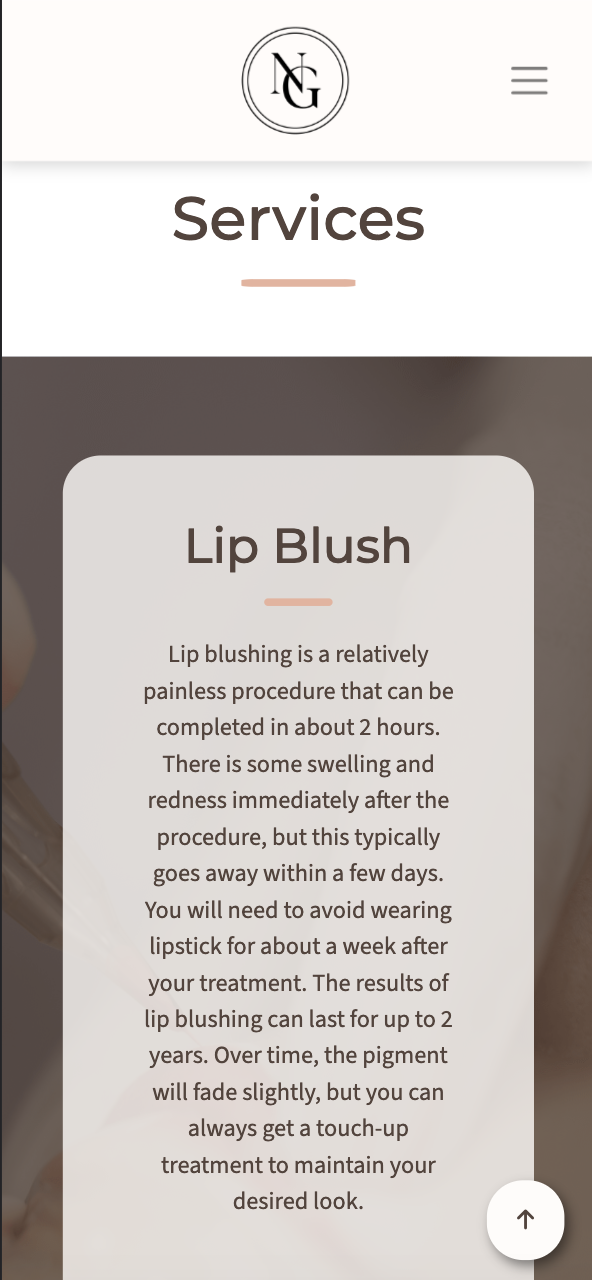 NG
Services
Lip Blush
Lip blushing is a relatively
painless procedure that can be
completed in about 2 hours.
There is some swelling and
redness immediately after the
procedure, but this typically
goes away within a few days.
You will need to avoid wearing
lipstick for about a week after
your treatment. The results of
lip blushing can last for up to 2
years. Over time, the pigment
will fade slightly, but you can
always get a touch-up
treatment to maintain your
desired look.